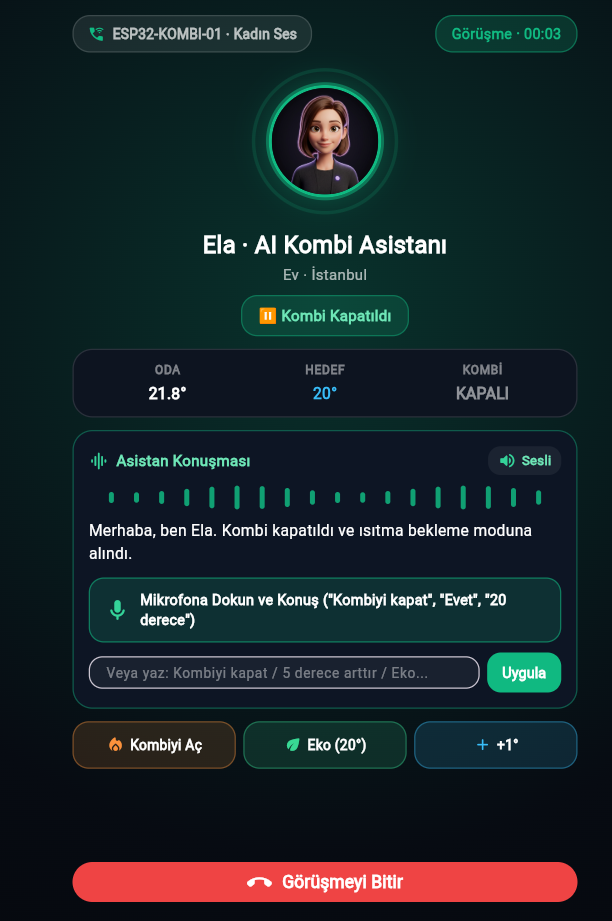 ESP32-KOMBI-01 · Kadın Ses
Görüşme · 00:03
Ela · AI Kombi Asistanı
Ev · İstanbul
Kombi Kapatıldı
ODA
HEDEF
KOMBİ
21.8°
20°
KAPALI
Asistan Konuşması
Sesli
Merhaba, ben Ela. Kombi kapatıldı ve ısıtma bekleme moduna
alındı.
Mikrofona Dokun ve Konuş ("Kombiyi kapat", "Evet", "20
derece")
Veya yaz: Kombiyi kapat / 5 derece arttır / Eko...
Uygula
Kombiyi Aç
Eko (20°)
+1°
Görüşmeyi Bitir